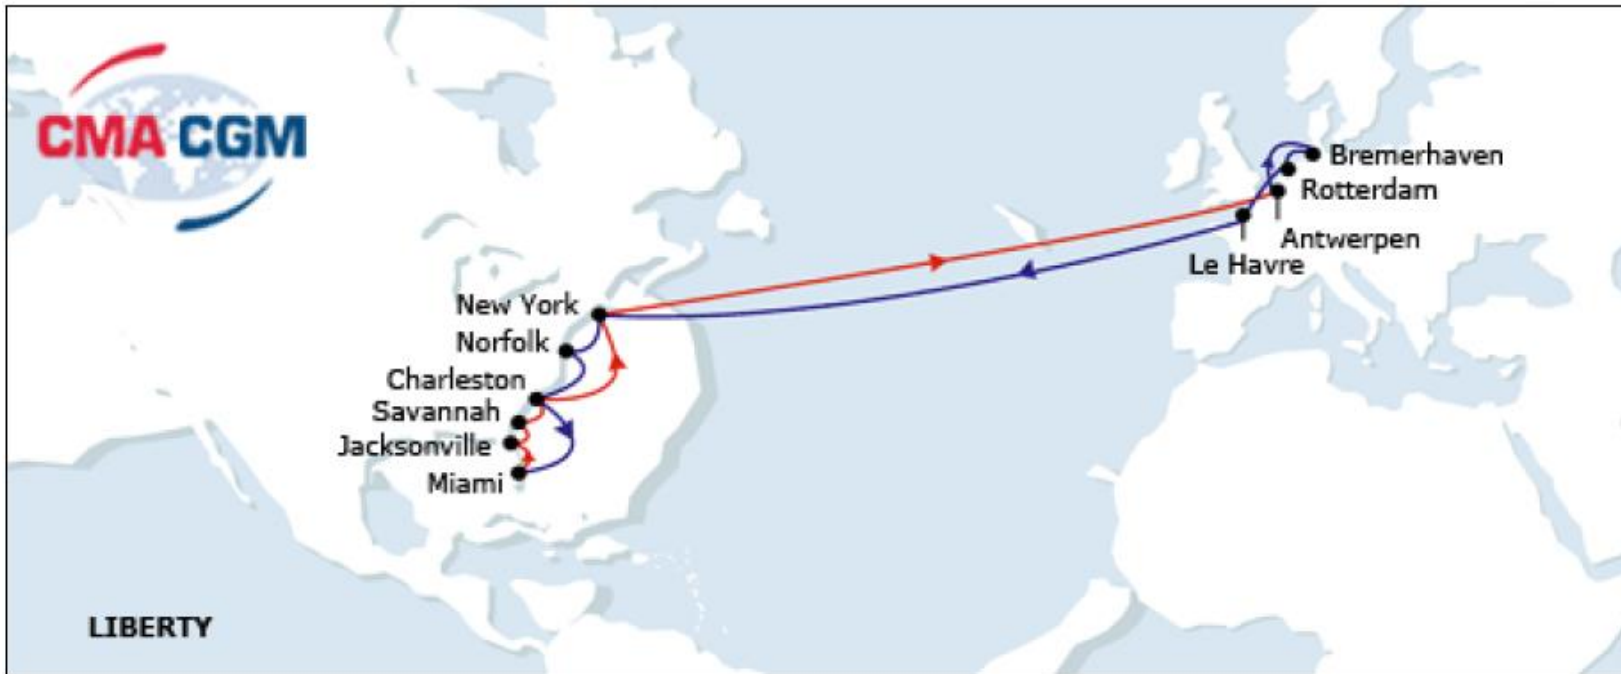 CMA CGM
Bremerhaven
Rotterdam
Antwerpen
Le Havre
New York
Norfolk
Charleston
Savannah
Jacksonville
Miami
LIBERTY